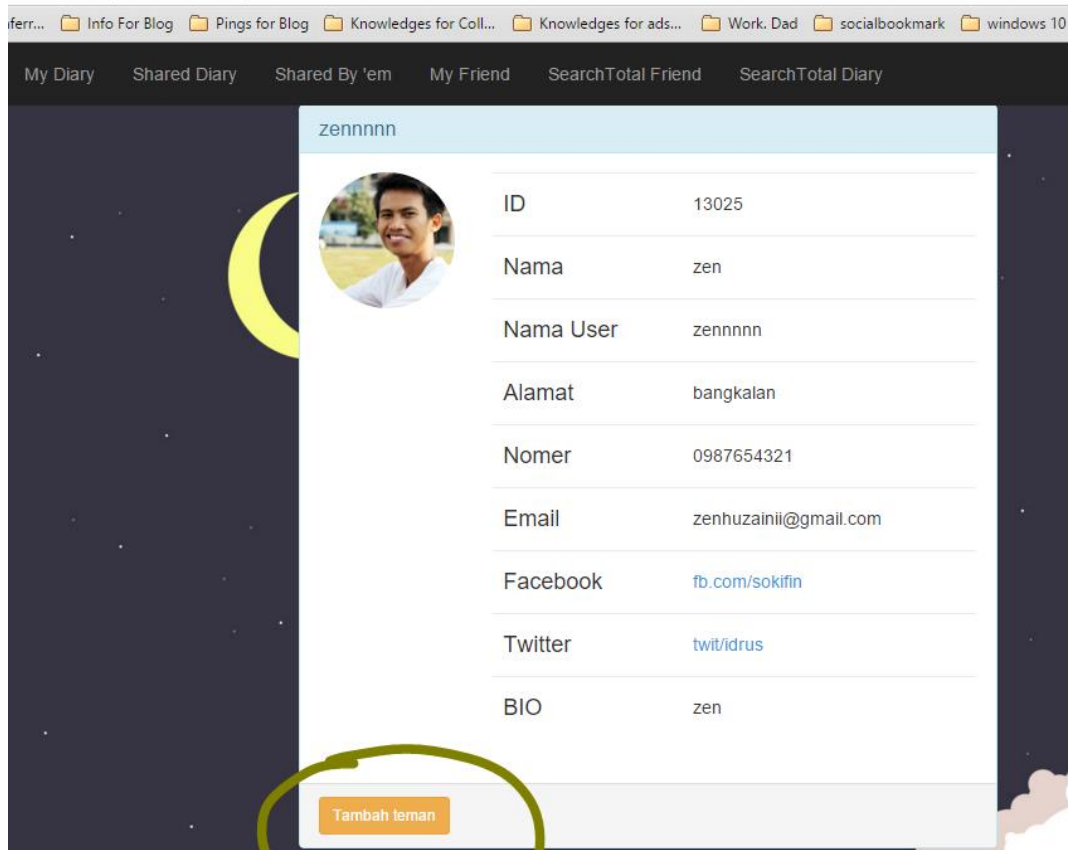 ferr... Info For Blog Pings for Blog Knowledges for Coll... Knowledges for ads... Work. Dad socialbookmark windows 10
My Diary Shared Diary Shared By 'em My Friend SearchTotal Friend SearchTotal Diary
zennnnn
ID 13025
Nama zen
Nama User zennnnn
Alamat bangkalan
Nomer 0987654321
Email zenhuzainii@gmail.com
Facebook fb.com/sokifin
Twitter twit/idrus
BIO zen
Tambah teman